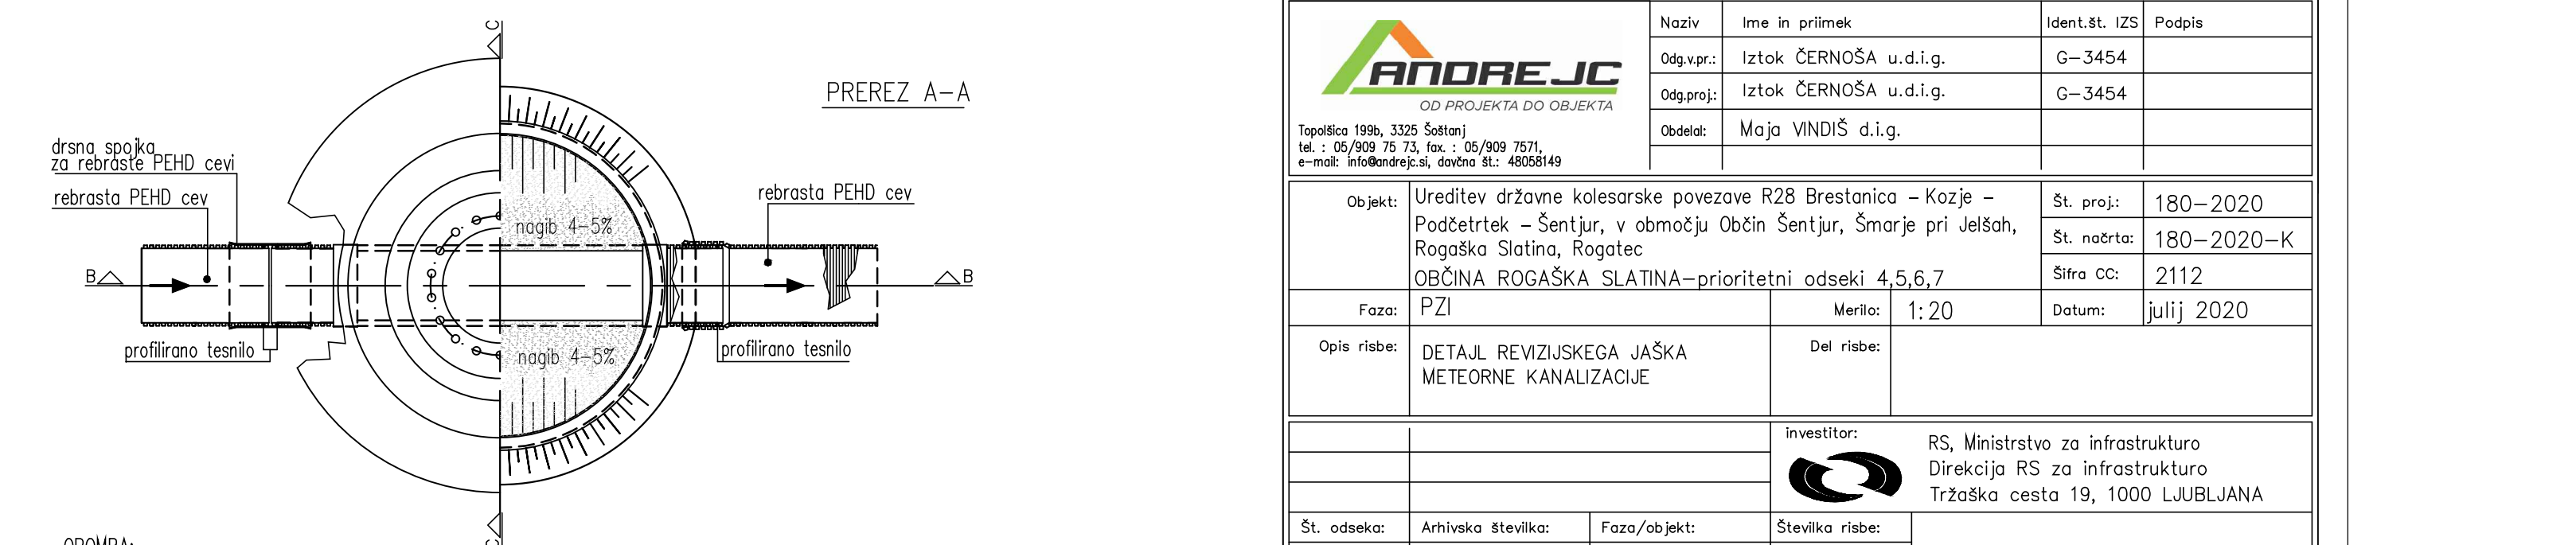 C
PREREZ A-A
drsna spojka
za rebraste PEHD cevi
rebrasta PEHD cev
rebrasta PEHD cev
nagib 4-5%
B
B
profilirano tesnilo
nagib 4-5%
profilirano tesnilo
C
OPOMBA:
ANDREJC
OD PROJEKTA DO OBJEKTA
Topolšica 199b, 3325 Šoštanj
tel. : 05/909 75 73, fax. : 05/909 7571,
e-mail: info@andrejc.si, davčna št.: 48058149
Naziv Ime in priimek Ident.št. IZS Podpis
Odg.v.pr.: Iztok ČERNOŠA u.d.i.g. G-3454
Odg.proj.: Iztok ČERNOŠA u.d.i.g. G-3454
Obdelal: Maja VINDIŠ d.i.g.
Objekt: Ureditev državne kolesarske povezave R28 Brestanica - Kozje -
Podčetrtek - Šentjur, v območju Občin Šentjur, Šmarje pri Jelšah,
Rogaška Slatina, Rogatec
OBČINA ROGAŠKA SLATINA-prioritetni odseki 4,5,6,7
Št. proj.: 180-2020
Št. načrta: 180-2020-K
Šifra CC: 2112
Faza: PZI Merilo: 1:20 Datum: julij 2020
Opis risbe: DETAJL REVIZIJSKEGA JAŠKA
METEORNE KANALIZACIJE
Del risbe:
investitor:
RS, Ministrstvo za infrastrukturo
Direkcija RS za infrastrukturo
Tržaška cesta 19, 1000 LJUBLJANA
Št. odseka: Arhivska številka: Faza/objekt: Številka risbe: